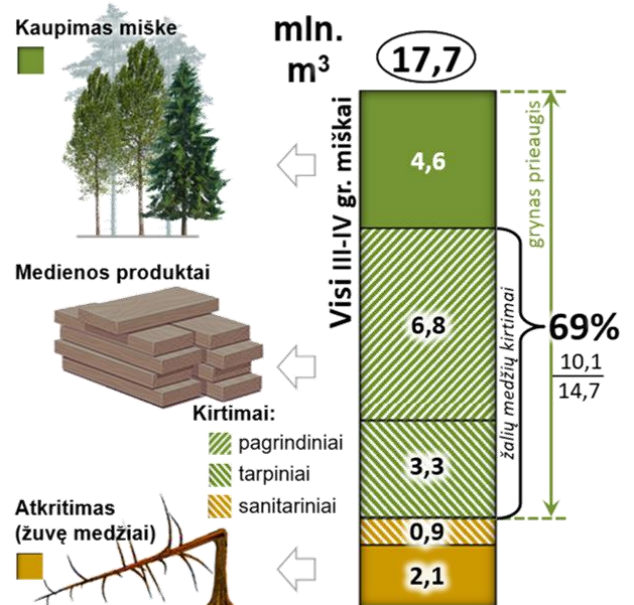 Kaupimas miške
mln.
m³
17,7
Visi III-IV gr. miškai
4,6
grynas prieaugis
Medienos produktai
6,8
žalių medžių kirtimai
69%
10,1
14,7
Kirtimai:
pagrindiniai
tarpiniai
sanitariniai
3,3
Atkritimas
(žuvę medžiai)
0,9
2,1